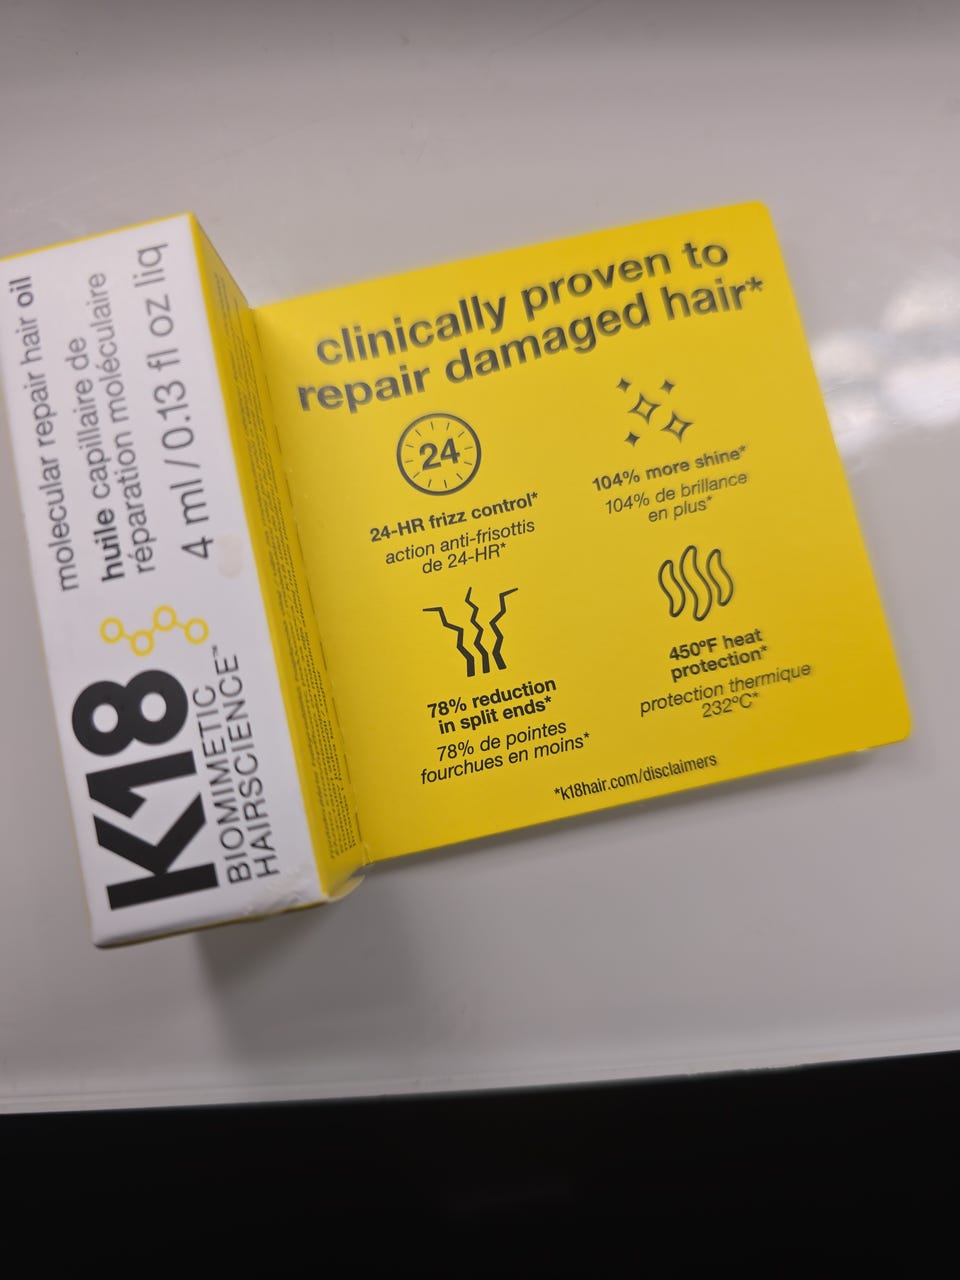 K18
BIOMIMETIC
HAIRSCIENCE™
molecular repair hair oil
huile capillaire de
réparation moléculaire
4 ml / 0.13 fl oz liq
clinically proven to
repair damaged hair*
24
24-HR frizz control*
action anti-frisottis
de 24-HR*
104% more shine*
104% de brillance
en plus*
78% reduction
in split ends*
78% de pointes
fourchues en moins*
450ºF heat
protection*
protection thermique
232ºC*
*k18hair.com/disclaimers